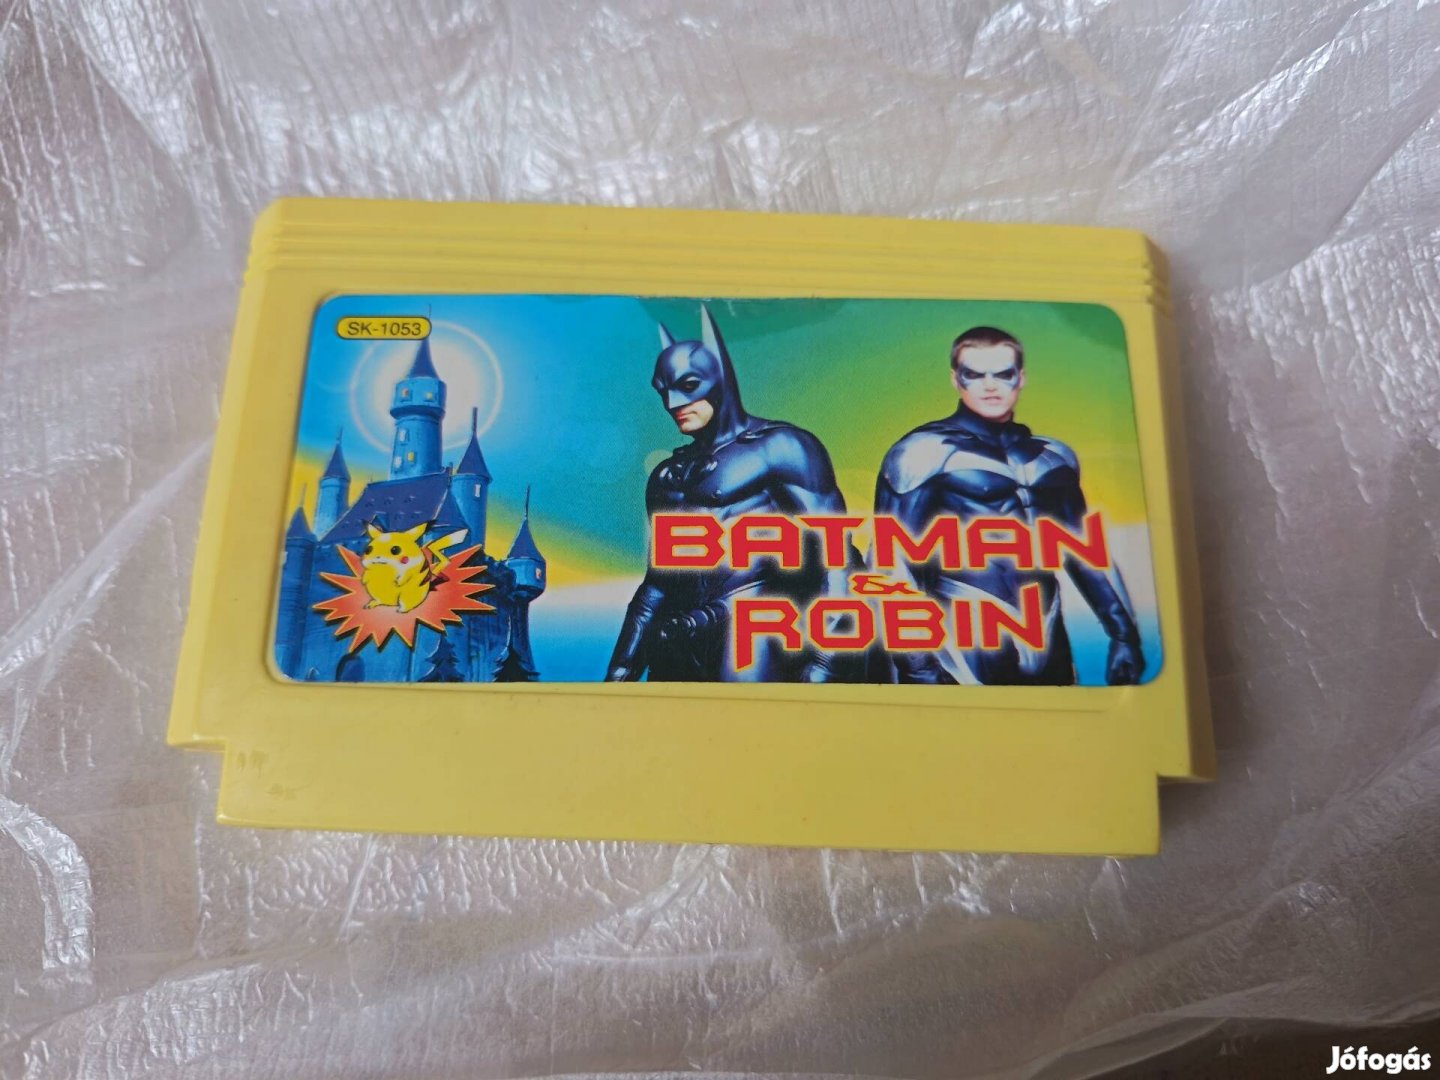 SK-1053
BATMAN
&
ROBIN
Jófogás